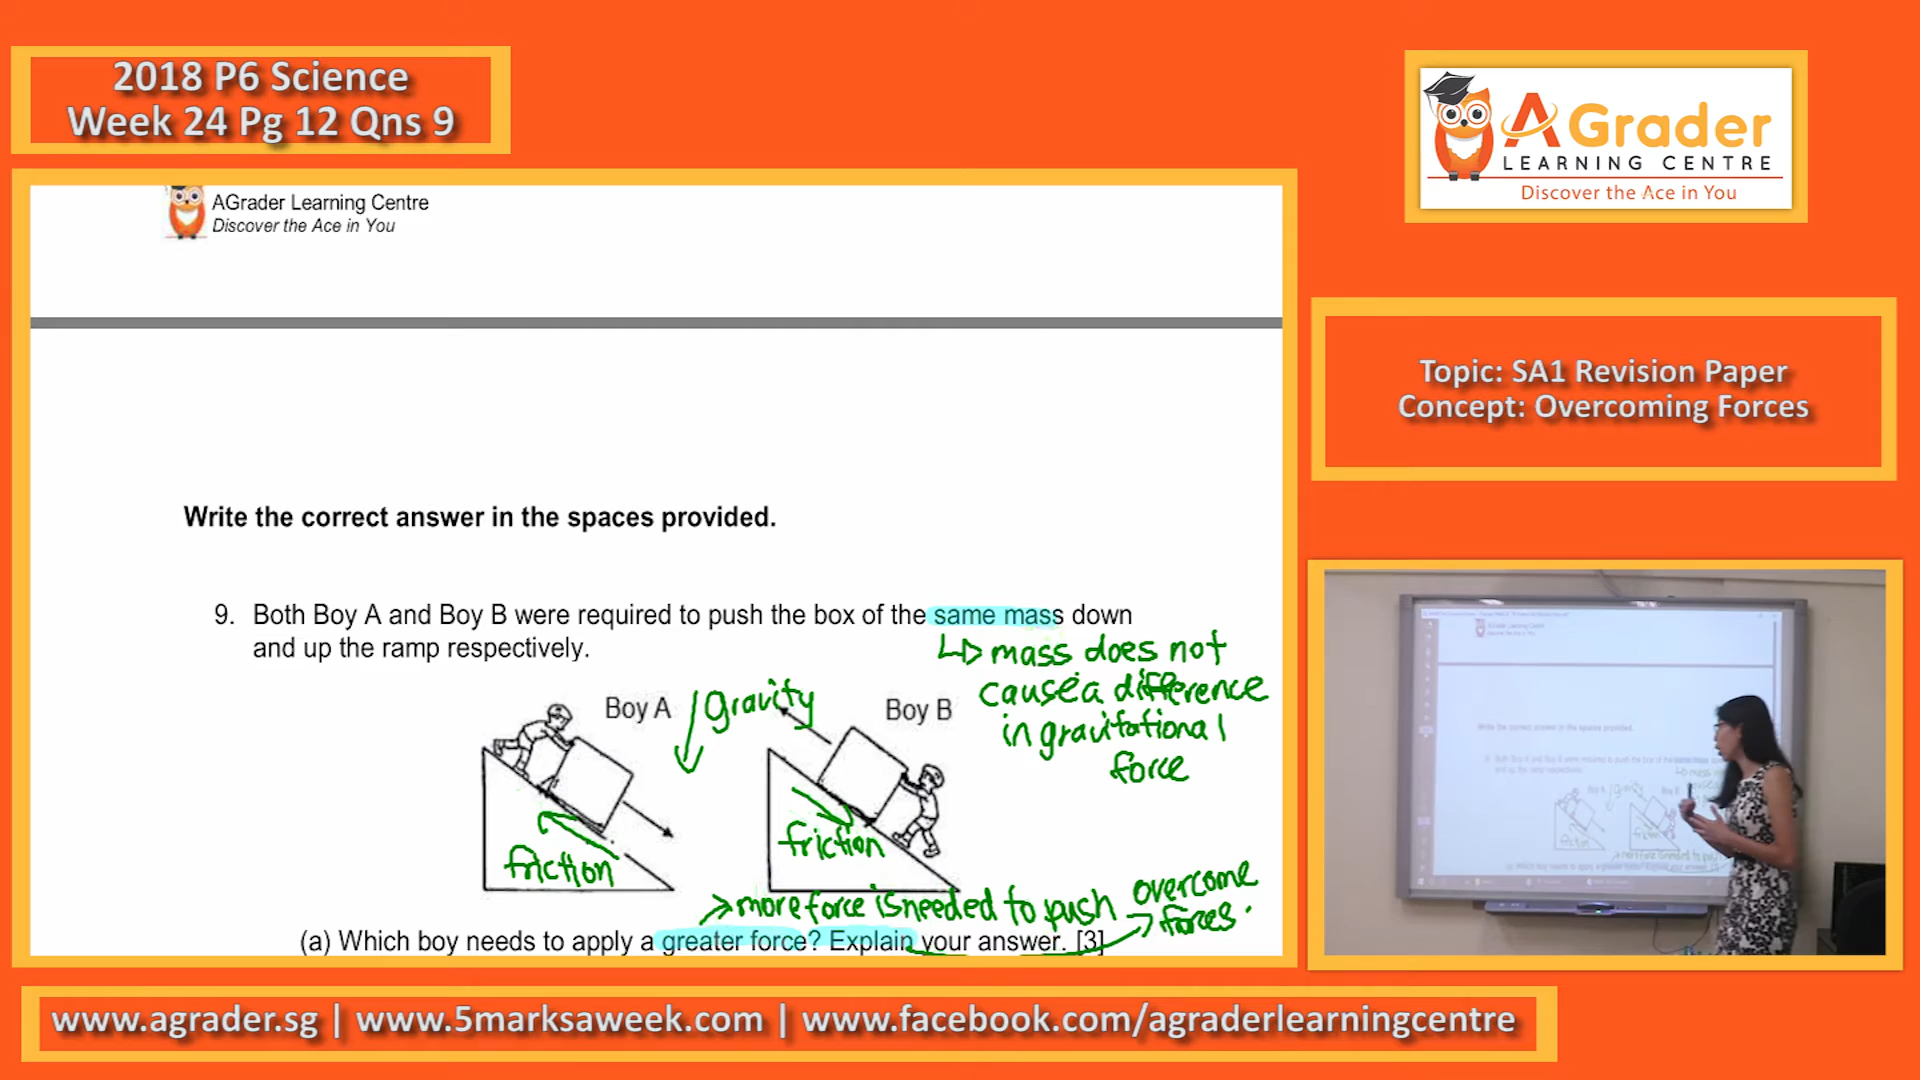 2018 P6 Science
Week 24 Pg 12 Qns 9
A Grader
LEARNING CENTRE
Discover the Ace in You
AGrader Learning Centre
Discover the Ace in You
Topic: SA1 Revision Paper
Concept: Overcoming Forces
Write the correct answer in the spaces provided.
9. Both Boy A and Boy B were required to push the box of the same mass down
and up the ramp respectively.
mass does not
cause a difference
in gravitational
force
Boy A
gravity
Boy B
friction
friction
more force is needed to push
overcome
forces.
(a) Which boy needs to apply a greater force? Explain your answer. [3]
www.agrader.sg | www.5marksaweek.com | www.facebook.com/agraderlearningcentre